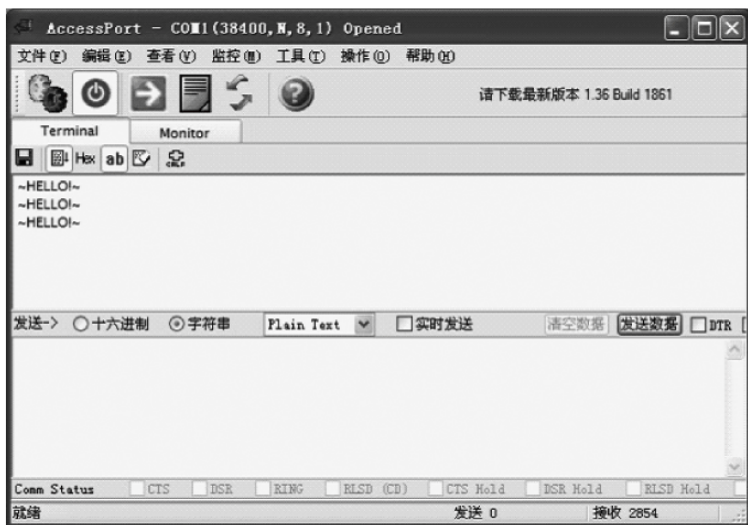 AccessPort - COM1(38400,N,8,1) Opened
文件(F) 编辑(E) 查看(V) 监控(M) 工具(T) 操作(O) 帮助(H)
请下载最新版本 1.36 Build 1861
Terminal Monitor
Hex ab
~HELLO!~
~HELLO!~
~HELLO!~
发送-> 十六进制 字符串 Plain Text 实时发送 清空数据 发送数据 DTR
Comm Status CTS DSR RING RLSD (CD) CTS Hold DSR Hold RLSD Hold
就绪 发送 0 接收 2854